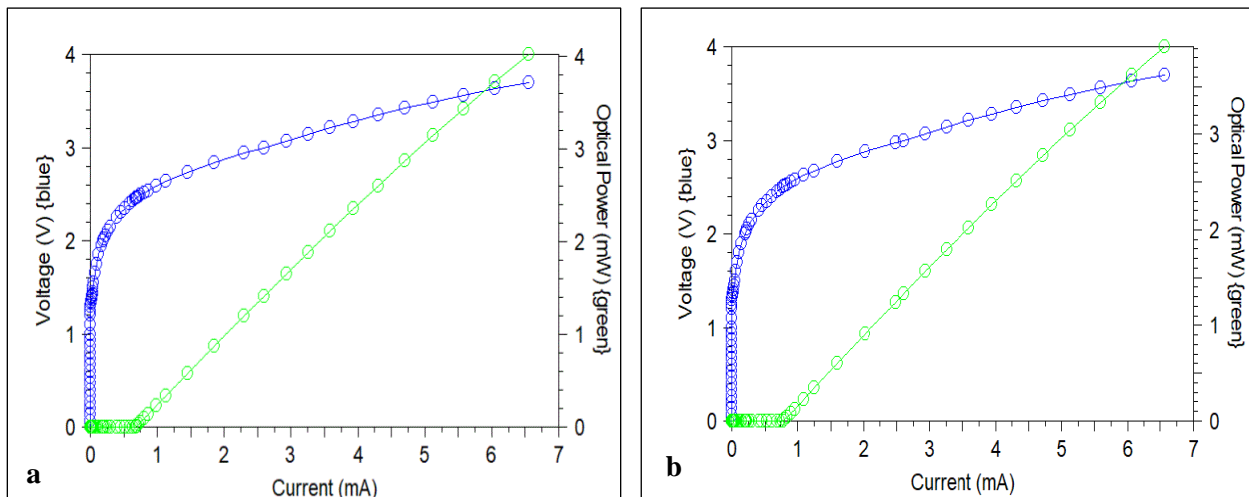 4
3
2
1
0
Voltage (V) {blue}
4
3
2
1
0
Optical Power (mW) {green}
0 1 2 3 4 5 6 7
Current (mA)
a
4
3
2
1
0
Voltage (V) {blue}
3
2
1
0
Optical Power (mW) {green}
0 1 2 3 4 5 6 7
Current (mA)
b